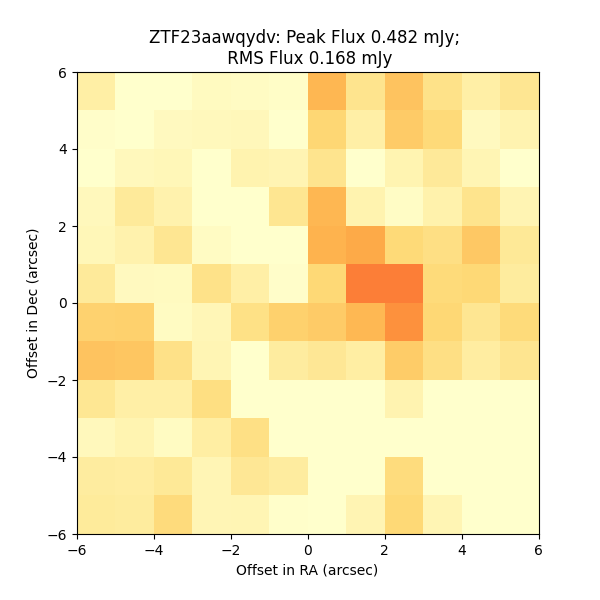 ZTF23aawqydv: Peak Flux 0.482 mJy;
RMS Flux 0.168 mJy
6
4
2
0
−2
−4
−6
Offset in Dec (arcsec)
−6 −4 −2 0 2 4 6
Offset in RA (arcsec)